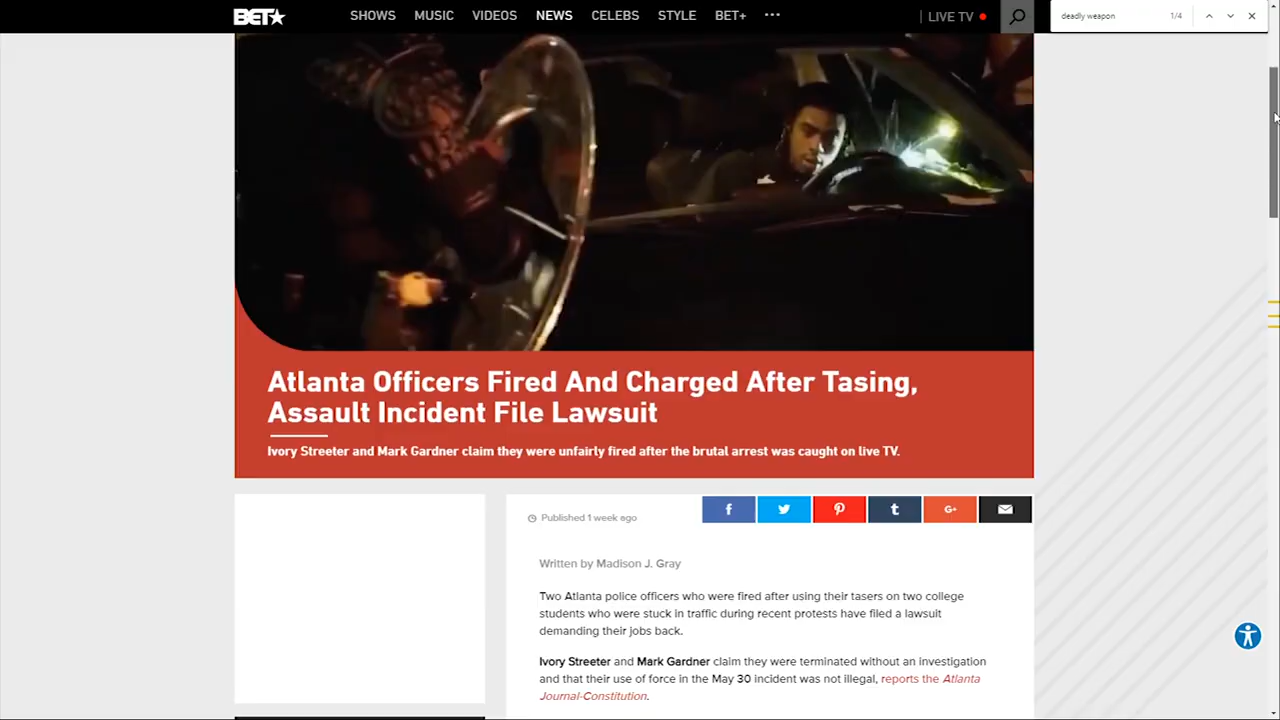 BET★
SHOWS MUSIC VIDEOS NEWS CELEBS STYLE BET+ •••
LIVE TV
deadly weapon 1/4
Atlanta Officers Fired And Charged After Tasing,
Assault Incident File Lawsuit
Ivory Streeter and Mark Gardner claim they were unfairly fired after the brutal arrest was caught on live TV.
Published 1 week ago
f t G+
Written by Madison J. Gray
Two Atlanta police officers who were fired after using their tasers on two college
students who were stuck in traffic during recent protests have filed a lawsuit
demanding their jobs back.
Ivory Streeter and Mark Gardner claim they were terminated without an investigation
and that their use of force in the May 30 incident was not illegal, reports the Atlanta
Journal-Constitution.